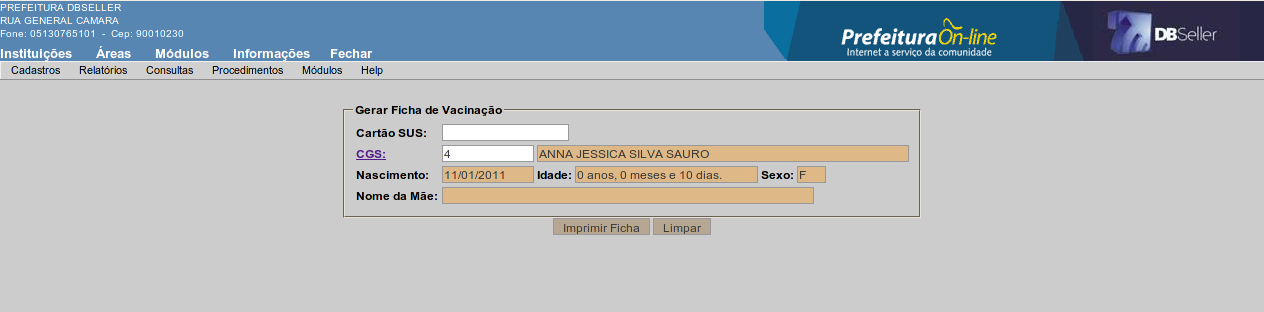 PREFEITURA DBSELLER
RUA GENERAL CAMARA
Fone: 05130765101 - Cep: 90010230
Prefeitura On-line
Internet a serviço da comunidade
DBSeller
Instituições Áreas Módulos Informações Fechar
Cadastros Relatórios Consultas Procedimentos Módulos Help
Gerar Ficha de Vacinação
Cartão SUS:
CGS: 4 ANNA JESSICA SILVA SAURO
Nascimento: 11/01/2011 Idade: 0 anos, 0 meses e 10 dias. Sexo: F
Nome da Mãe:
Imprimir Ficha Limpar